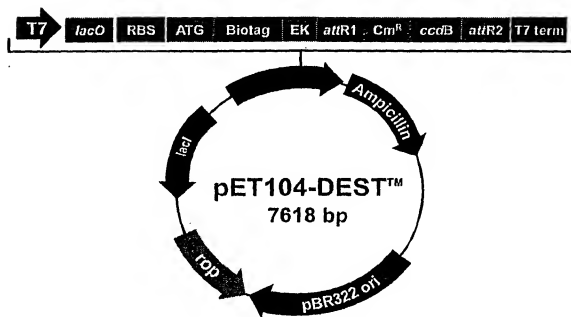 T7 lacO RBS ATG Biotag EK attR1 CmR ccdB attR2 T7 term
Ampicillin
lacI
pET104-DEST™
7618 bp
rop
pBR322 ori